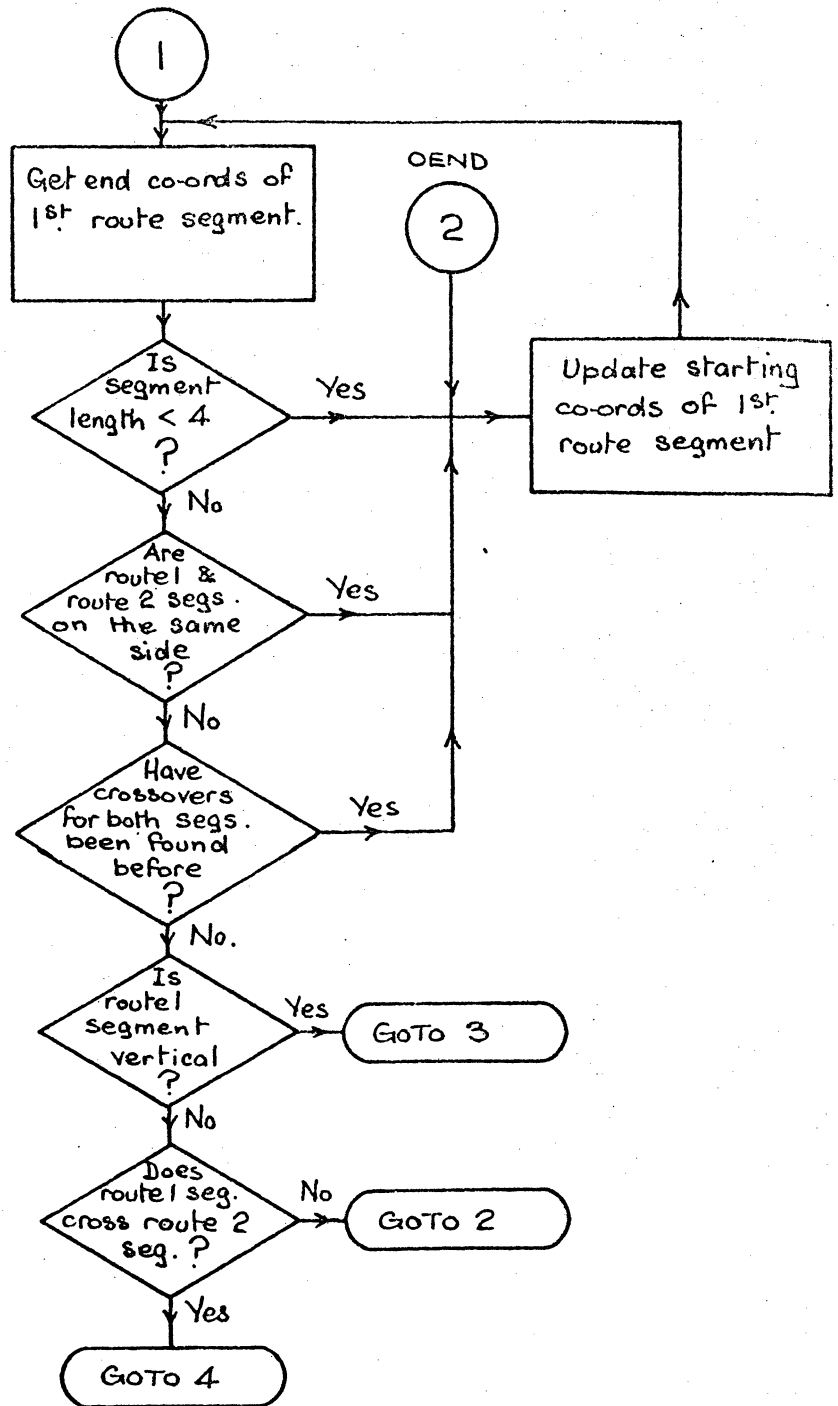 1
Get end co-ords of
1st. route segment.
OEND
2
Update starting
co-ords of 1st.
route segment
Is
segment
length < 4
?
Yes
No
Are
route1 &
route 2 segs.
on the same
side
?
Yes
No
Have
crossovers
for both segs.
been found
before
?
Yes
No.
Is
route1
segment
vertical
?
Yes
GOTO 3
No
Does
route1 seg.
cross route 2
seg. ?
No
GOTO 2
Yes
GOTO 4